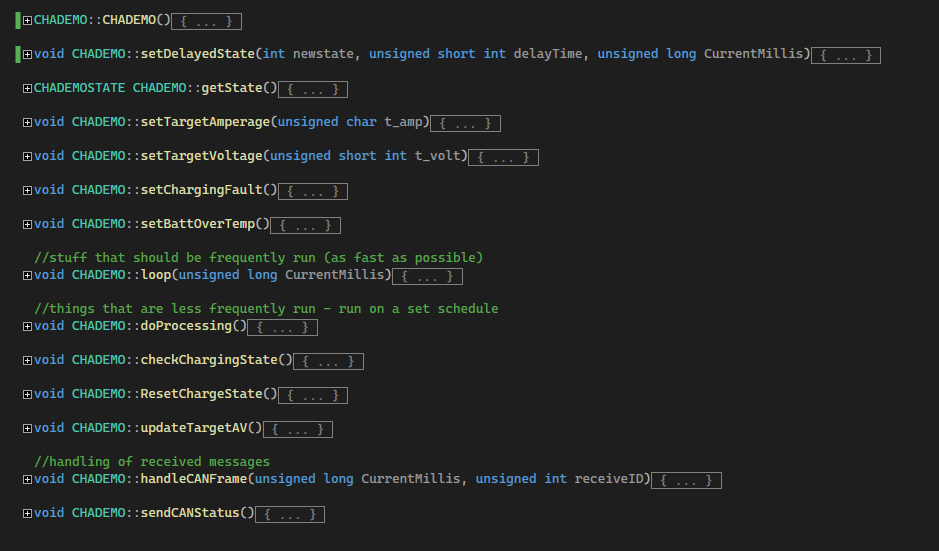 CHADEMO::CHADEMO(){ ... }
void CHADEMO::setDelayedState(int newstate, unsigned short int delayTime, unsigned long CurrentMillis){ ... }
CHADEMOSTATE CHADEMO::getState(){ ... }
void CHADEMO::setTargetAmperage(unsigned char t_amp){ ... }
void CHADEMO::setTargetVoltage(unsigned short int t_volt){ ... }
void CHADEMO::setChargingFault(){ ... }
void CHADEMO::setBattOverTemp(){ ... }
//stuff that should be frequently run (as fast as possible)
void CHADEMO::loop(unsigned long CurrentMillis){ ... }
//things that are less frequently run - run on a set schedule
void CHADEMO::doProcessing(){ ... }
void CHADEMO::checkChargingState(){ ... }
void CHADEMO::ResetChargeState(){ ... }
void CHADEMO::updateTargetAV(){ ... }
//handling of received messages
void CHADEMO::handleCANFrame(unsigned long CurrentMillis, unsigned int receiveID){ ... }
void CHADEMO::sendCANStatus(){ ... }